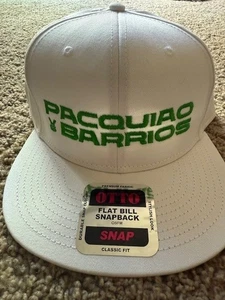 PACQUIAO
V BARRIOS
OTTO
FLAT BILL
SNAPBACK
SNAP
CLASSIC FIT